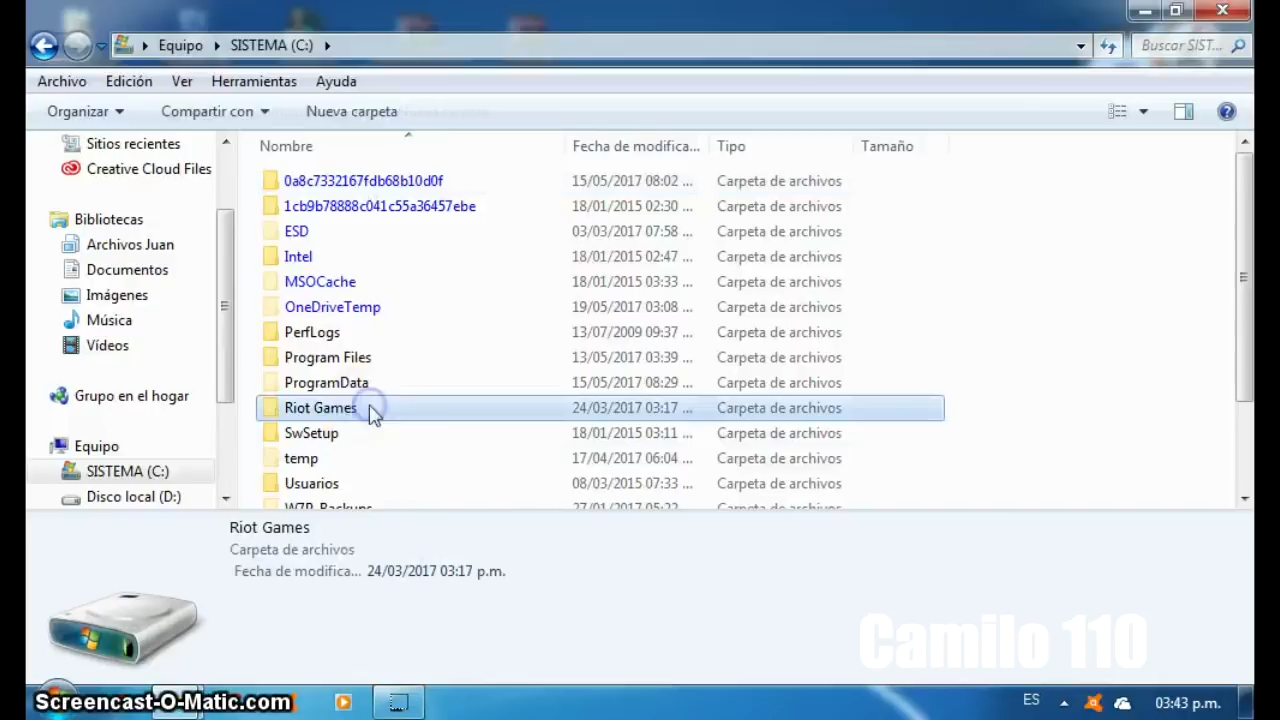 Equipo SISTEMA (C:) Buscar SIST...
Archivo Edición Ver Herramientas Ayuda
Organizar Compartir con Nueva carpeta
Sitios recientes
Creative Cloud Files
Bibliotecas
Archivos Juan
Documentos
Imágenes
Música
Vídeos
Grupo en el hogar
Equipo
SISTEMA (C:)
Disco local (D:)
Nombre Fecha de modifica... Tipo Tamaño
0a8c7332167fdb68b10d0f 15/05/2017 08:02 ... Carpeta de archivos
1cb9b78888c041c55a36457ebe 18/01/2015 02:30 ... Carpeta de archivos
ESD 03/03/2017 07:58 ... Carpeta de archivos
Intel 18/01/2015 02:47 ... Carpeta de archivos
MSOCache 18/01/2015 03:33 ... Carpeta de archivos
OneDriveTemp 19/05/2017 03:08 ... Carpeta de archivos
PerfLogs 13/07/2009 09:37 ... Carpeta de archivos
Program Files 13/05/2017 03:39 ... Carpeta de archivos
ProgramData 15/05/2017 08:29 ... Carpeta de archivos
Riot Games 24/03/2017 03:17 ... Carpeta de archivos
SwSetup 18/01/2015 03:11 ... Carpeta de archivos
temp 17/04/2017 06:04 ... Carpeta de archivos
Usuarios 08/03/2015 07:33 ... Carpeta de archivos
W7P_Backups 27/01/2017 05:22 ... Carpeta de archivos
Riot Games
Carpeta de archivos
Fecha de modifica... 24/03/2017 03:17 p.m.
Camilo 110
Screencast-O-Matic.com ES 03:43 p.m.